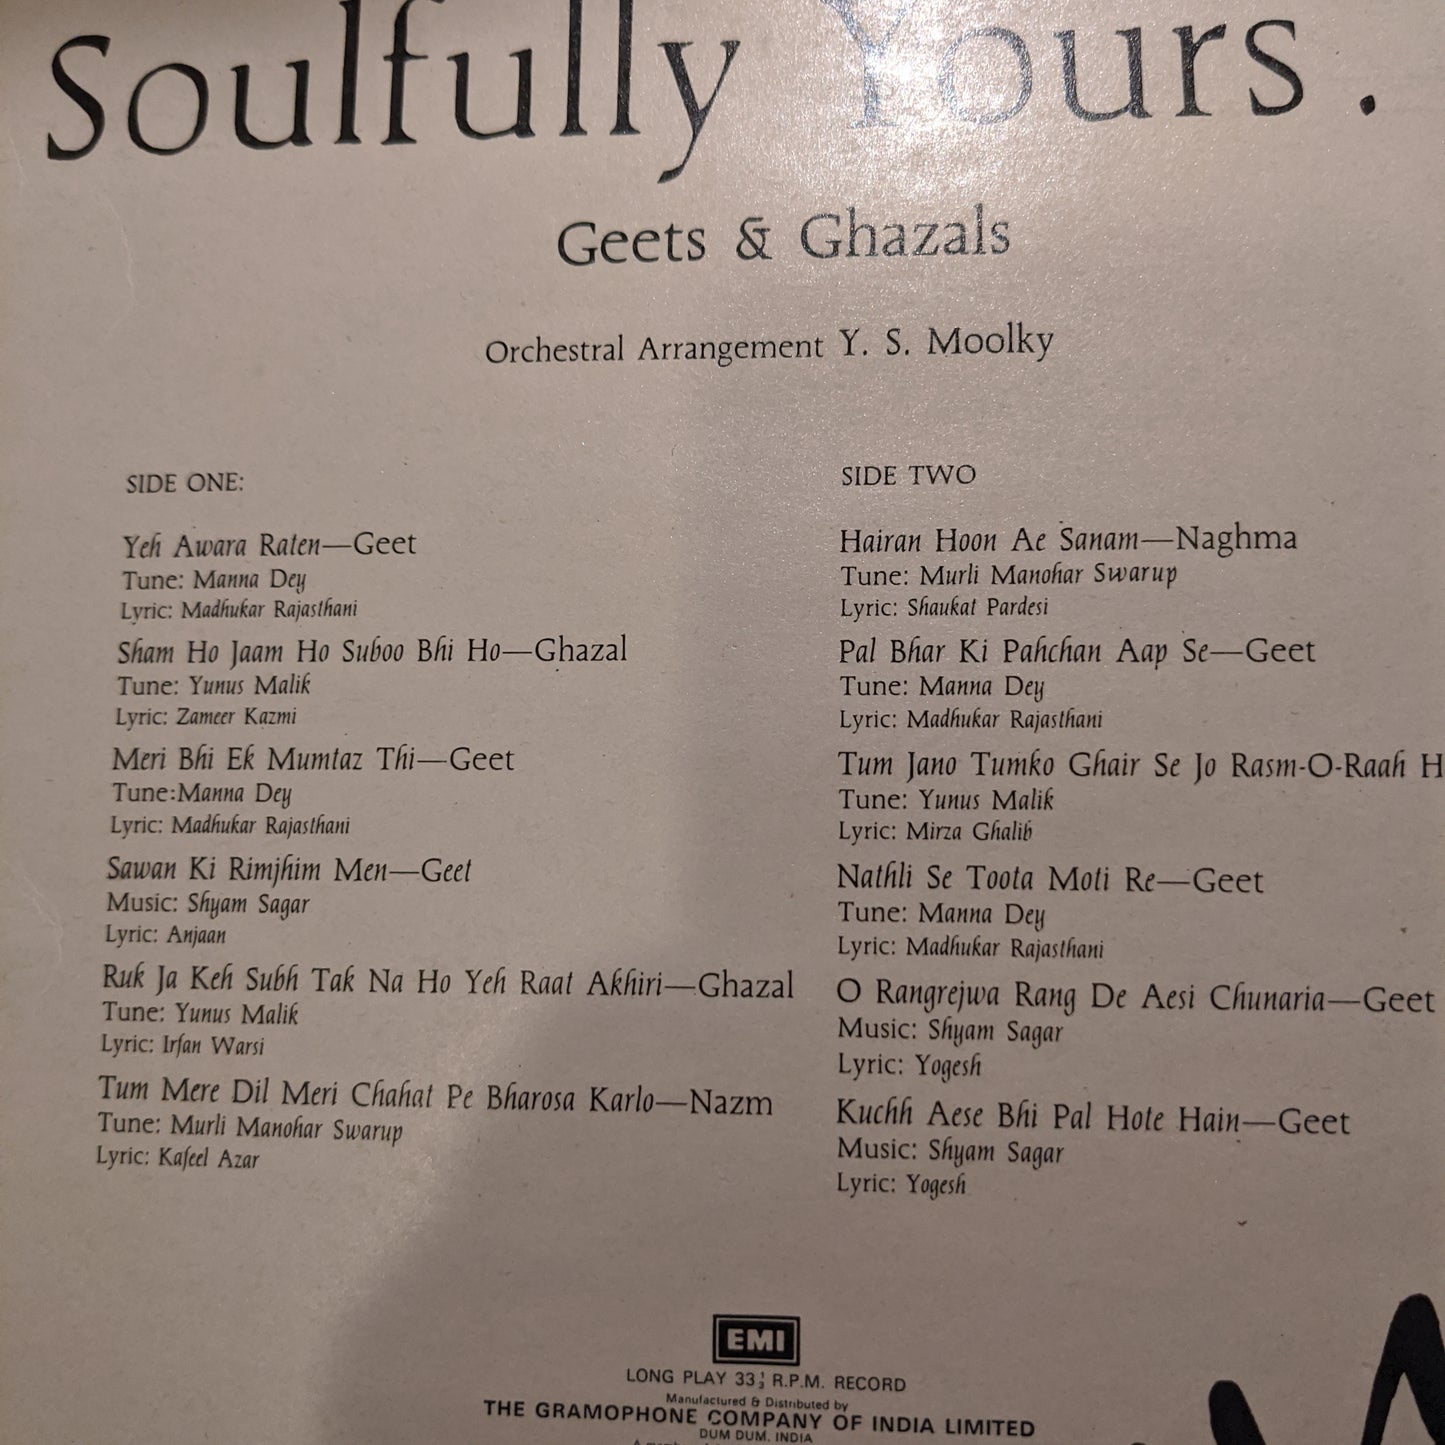 Soulfully Yours .
Geets & Ghazals
Orchestral Arrangement Y. S. Moolky
SIDE ONE:
Yeh Awara Raten—Geet
Tune: Manna Dey
Lyric: Madhukar Rajasthani
Sham Ho Jaam Ho Suboo Bhi Ho—Ghazal
Tune: Yunus Malik
Lyric: Zameer Kazmi
Meri Bhi Ek Mumtaz Thi—Geet
Tune:Manna Dey
Lyric: Madhukar Rajasthani
Sawan Ki Rimjhim Men—Geet
Music: Shyam Sagar
Lyric: Anjaan
Ruk Ja Keh Subh Tak Na Ho Yeh Raat Akhiri—Ghazal
Tune: Yunus Malik
Lyric: Irfan Warsi
Tum Mere Dil Meri Chahat Pe Bharosa Karlo—Nazm
Tune: Murli Manohar Swarup
Lyric: Kafeel Azar
SIDE TWO
Hairan Hoon Ae Sanam—Naghma
Tune: Murli Manohar Swarup
Lyric: Shaukat Pardesi
Pal Bhar Ki Pahchan Aap Se—Geet
Tune: Manna Dey
Lyric: Madhukar Rajasthani
Tum Jano Tumko Ghair Se Jo Rasm-O-Raah H
Tune: Yunus Malik
Lyric: Mirza Ghalib
Nathli Se Toota Moti Re—Geet
Tune: Manna Dey
Lyric: Madhukar Rajasthani
O Rangrejwa Rang De Aesi Chunaria—Geet
Music: Shyam Sagar
Lyric: Yogesh
Kuchh Aese Bhi Pal Hote Hain—Geet
Music: Shyam Sagar
Lyric: Yogesh
EMI
LONG PLAY 33⅓ R.P.M. RECORD
Manufactured & Distributed by
THE GRAMOPHONE COMPANY OF INDIA LIMITED
DUM DUM. INDIA